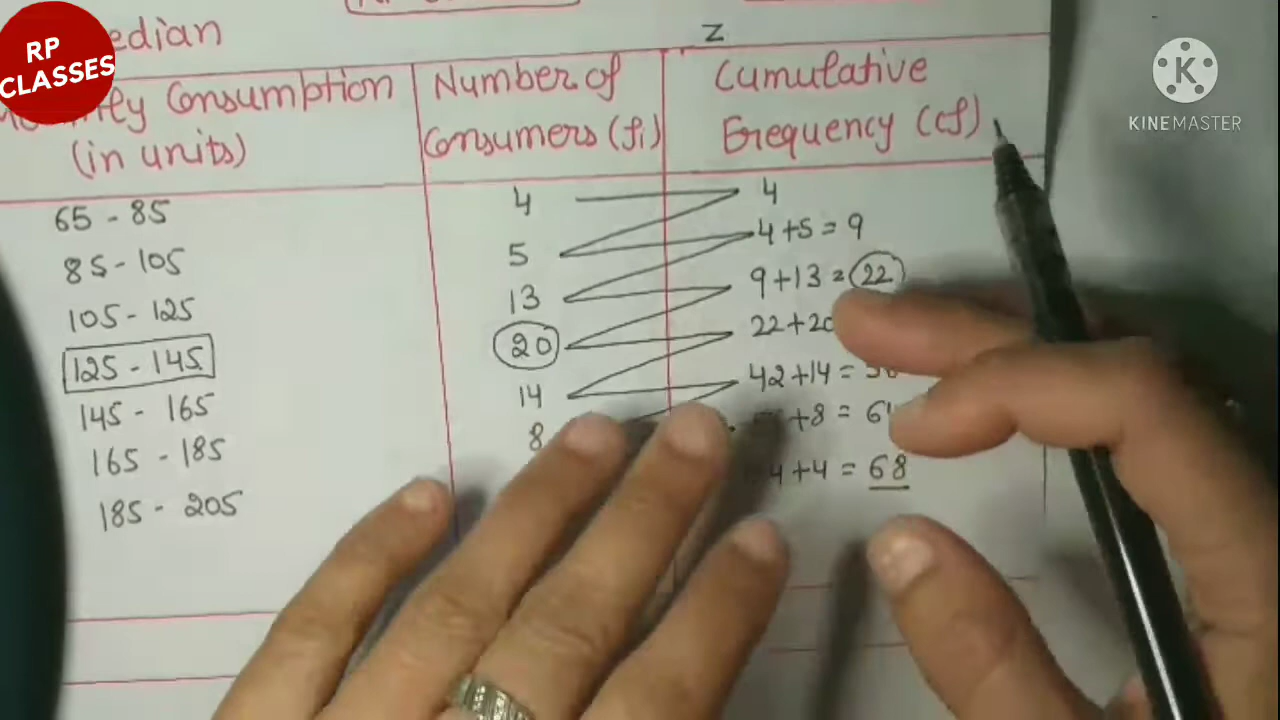 RP
CLASSES
edian
Z
Consumption
(in units)
Number of
Consumers (fi)
Cumulative
Frequency (cf)
KINEMASTER
65 - 85 4 4
85 - 105 5 4 + 5 = 9
105 - 125 13 9 + 13 = 22
125 - 145 20 22 + 20
145 - 165 14 42 + 14 =
165 - 185 8 + 8 =
185 - 205 + 4 = 68